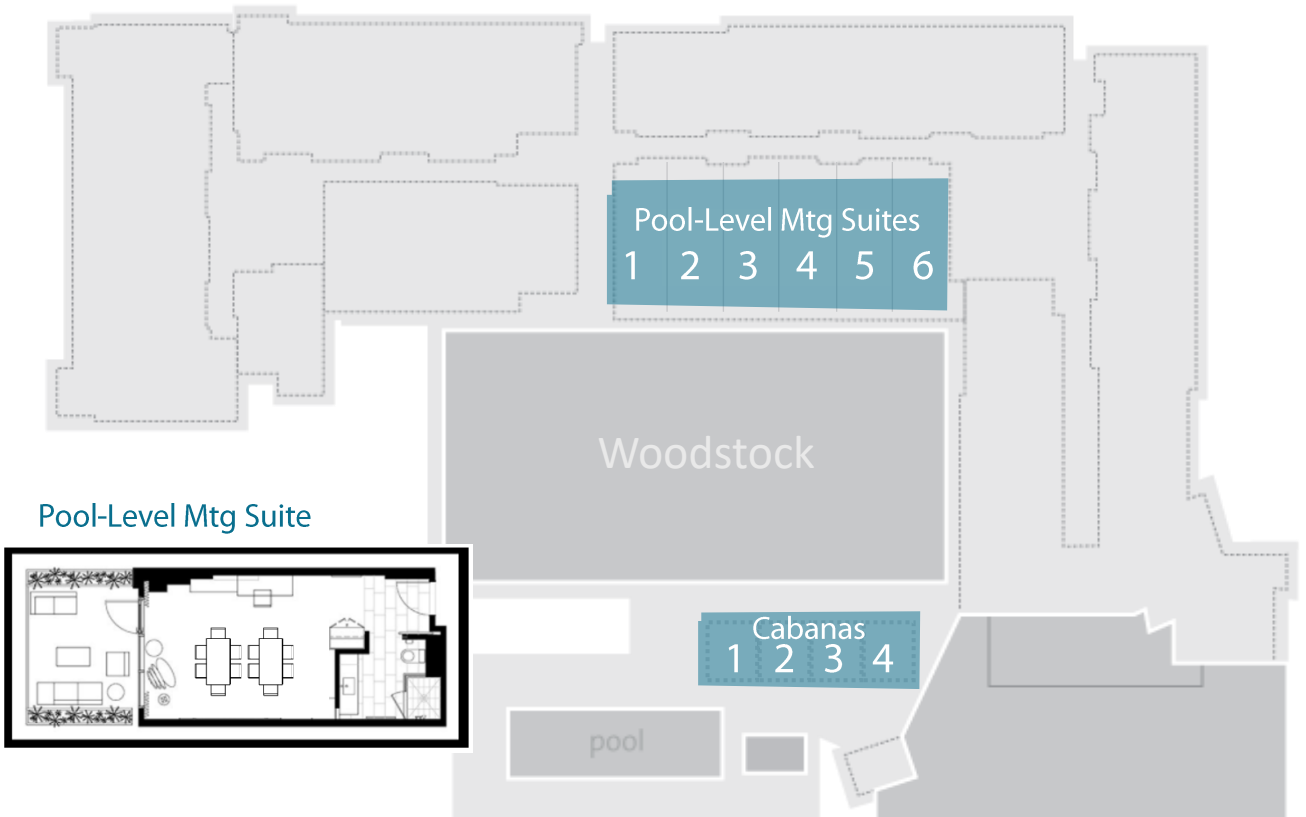 Pool-Level Mtg Suites
1 2 3 4 5 6
Woodstock
Pool-Level Mtg Suite
Cabanas
1 2 3 4
pool